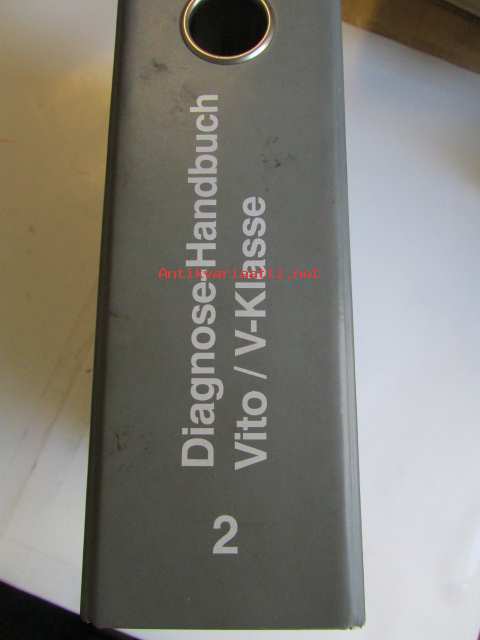 Diagnose-Handbuch
Vito / V-Klasse
2
Antikvariaatti.net